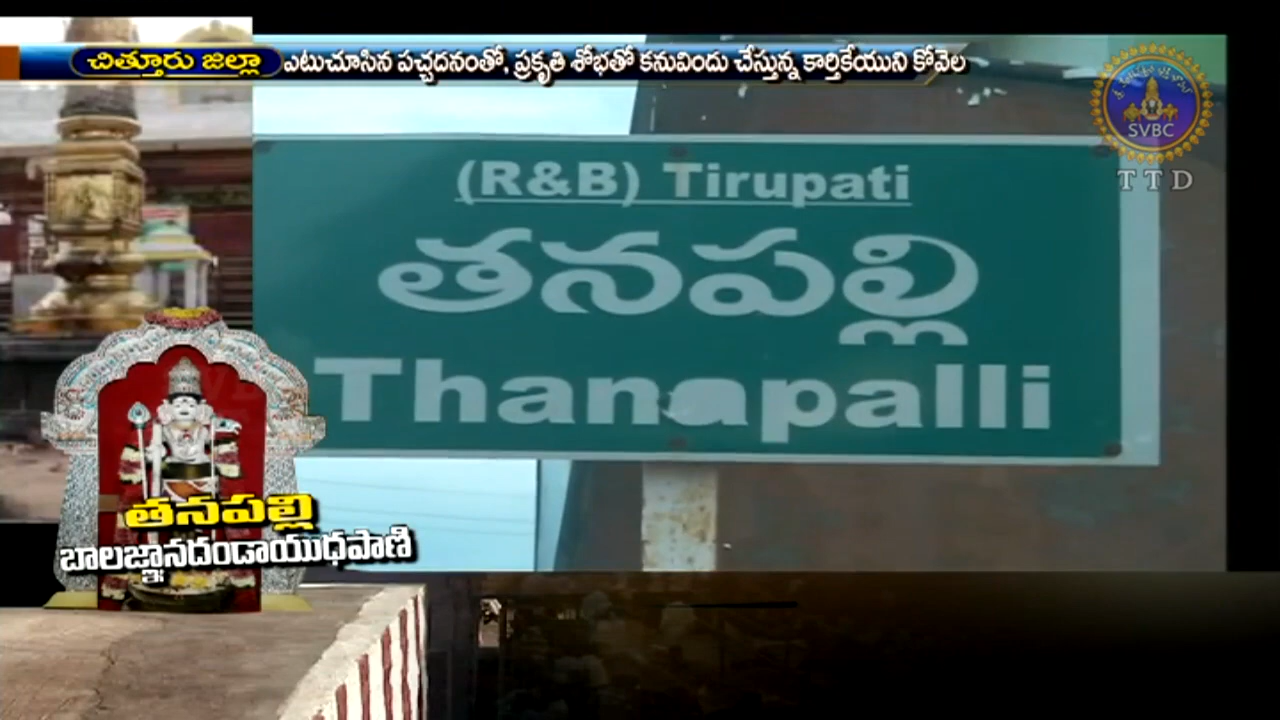 చిత్తూరు జిల్లా ఎటుచూసిన పచ్చదనంతో, ప్రకృతి శోభతో కనువిందు చేస్తున్న కార్తికేయుని కోవెల
SVBC
TTD
(R&B) Tirupati
తనపల్లి
Thanapalli
తనపల్లి
బాలజ్ఞానదండాయుధపాణి